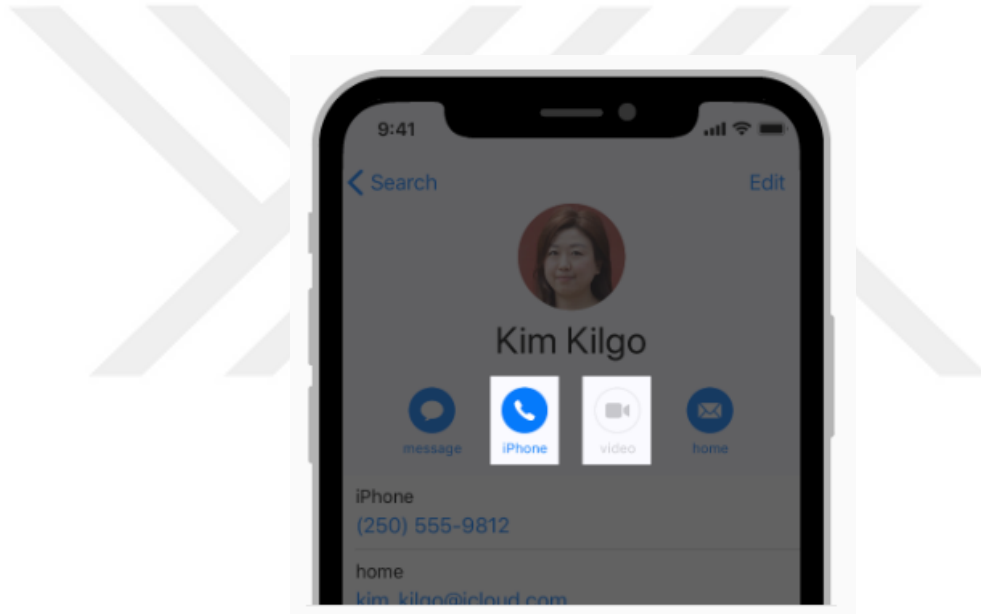 9:41
Search Edit
Kim Kilgo
message iPhone video home
iPhone
(250) 555-9812
home
kim_kilgo@icloud.com